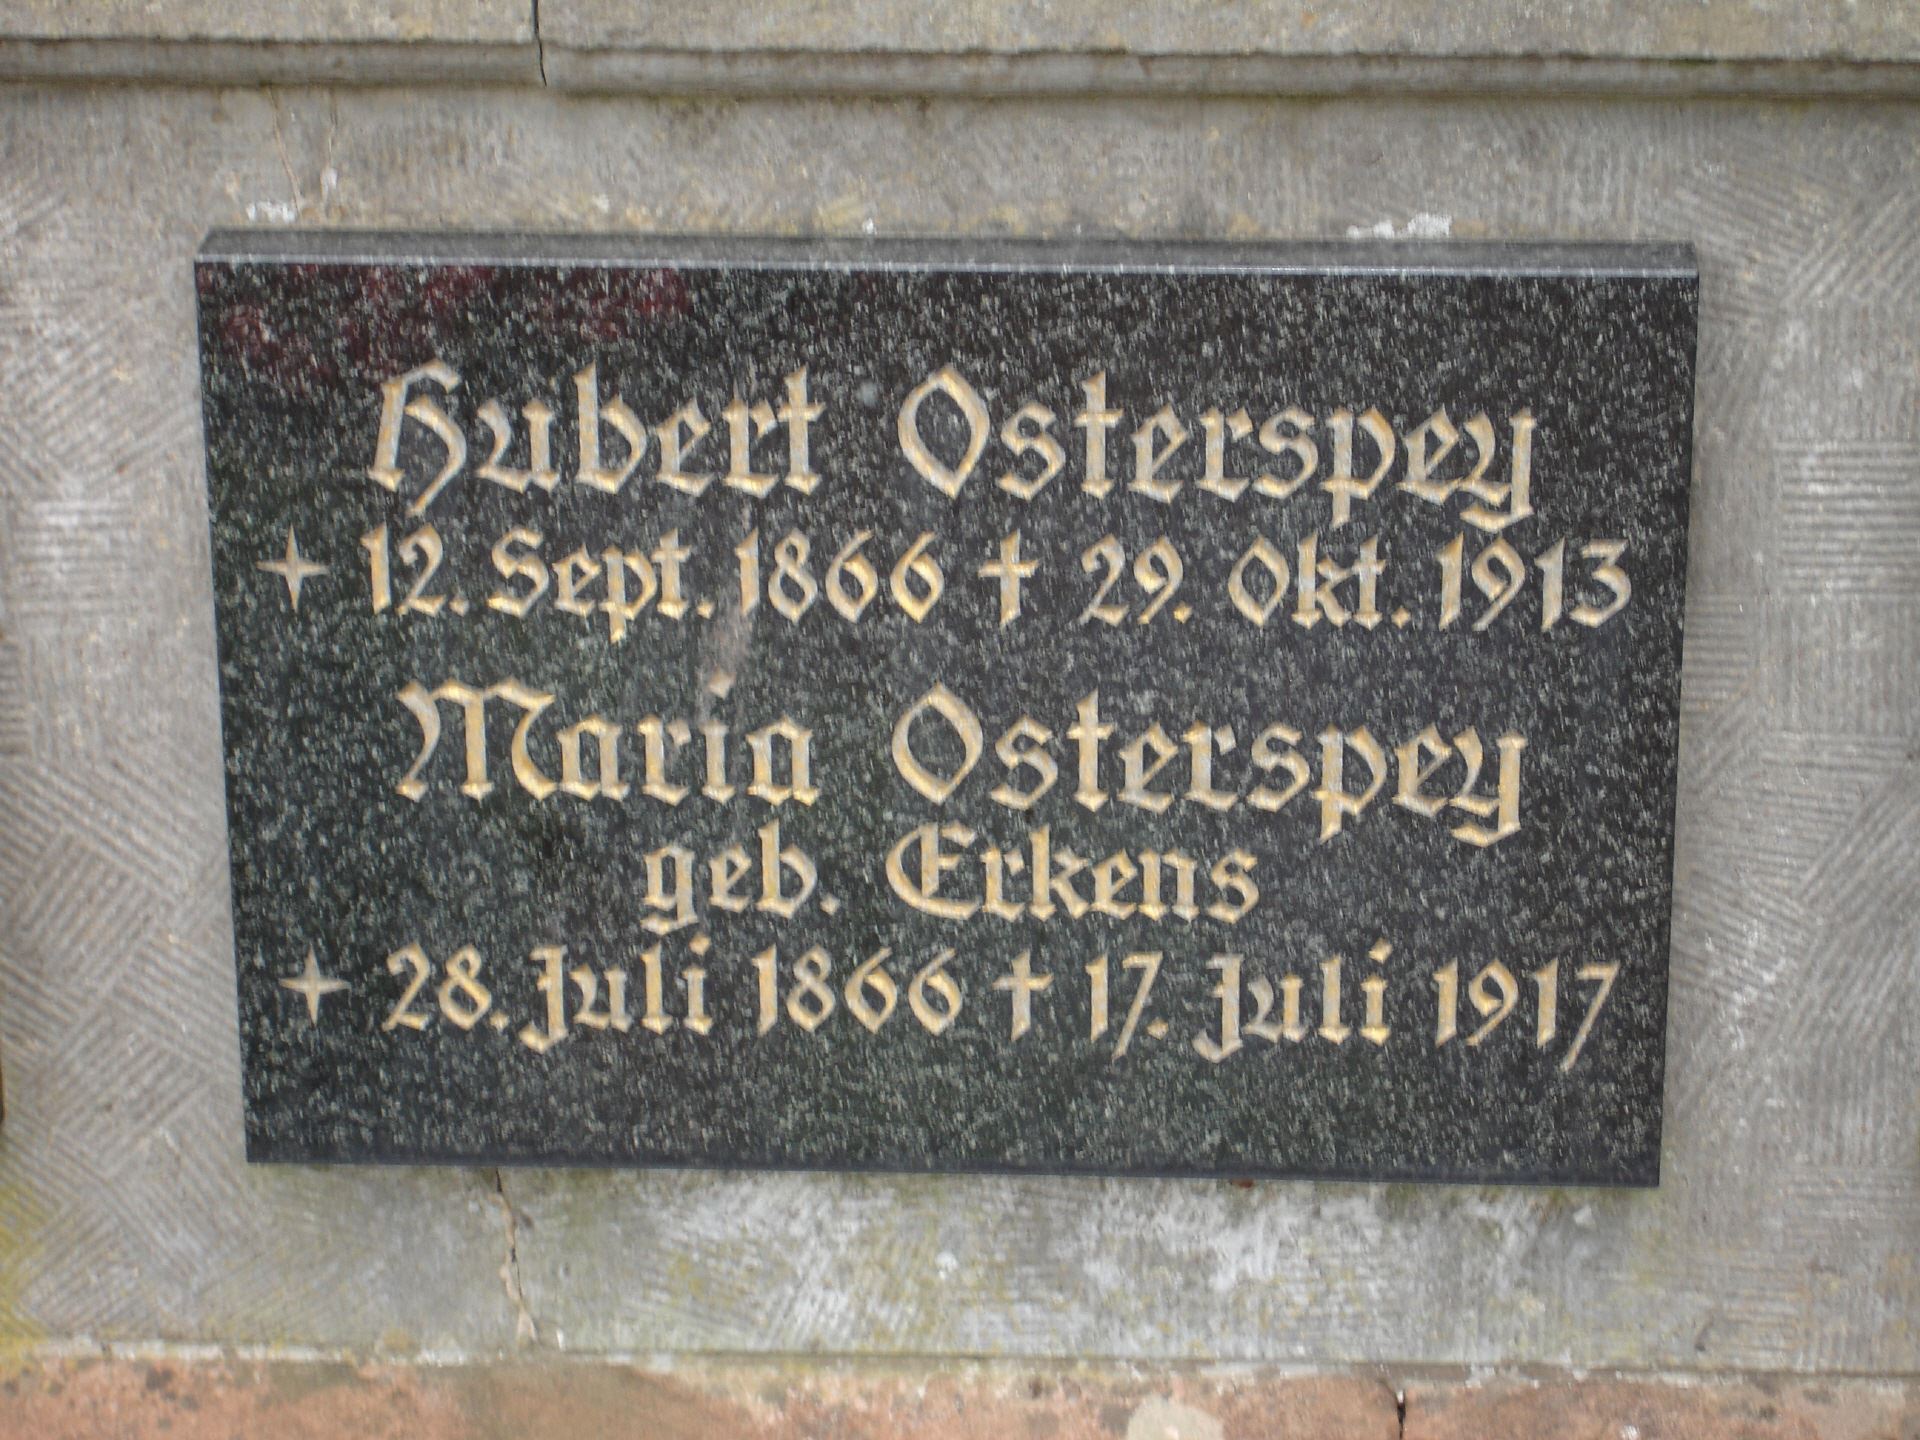 Hubert Osterspey
✦ 12. Sept. 1866 ✝ 29. Okt. 1913
Maria Osterspey
geb. Erkens
✦ 28. Juli 1866 ✝ 17. Juli 1917